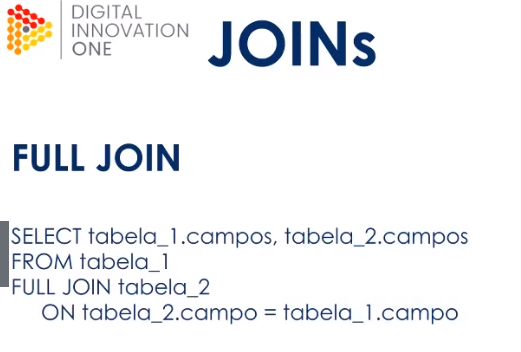 DIGITAL
INNOVATION
ONE
JOINs
FULL JOIN
SELECT tabela_1.campos, tabela_2.campos
FROM tabela_1
FULL JOIN tabela_2
ON tabela_2.campo = tabela_1.campo